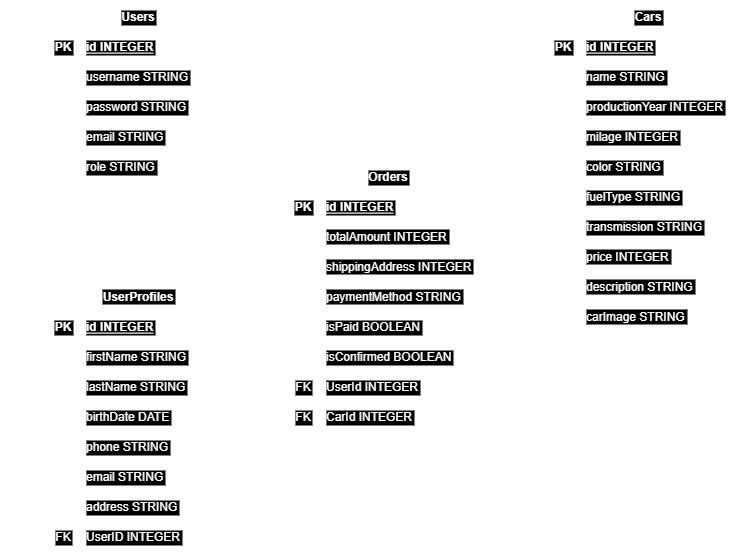 Users
PK id INTEGER
username STRING
password STRING
email STRING
role STRING
UserProfiles
PK id INTEGER
firstName STRING
lastName STRING
birthDate DATE
phone STRING
email STRING
address STRING
FK UserID INTEGER
Orders
PK id INTEGER
totalAmount INTEGER
shippingAddress INTEGER
paymentMethod STRING
isPaid BOOLEAN
isConfirmed BOOLEAN
FK UserId INTEGER
FK CarId INTEGER
Cars
PK id INTEGER
name STRING
productionYear INTEGER
milage INTEGER
color STRING
fuelType STRING
transmission STRING
price INTEGER
description STRING
carImage STRING